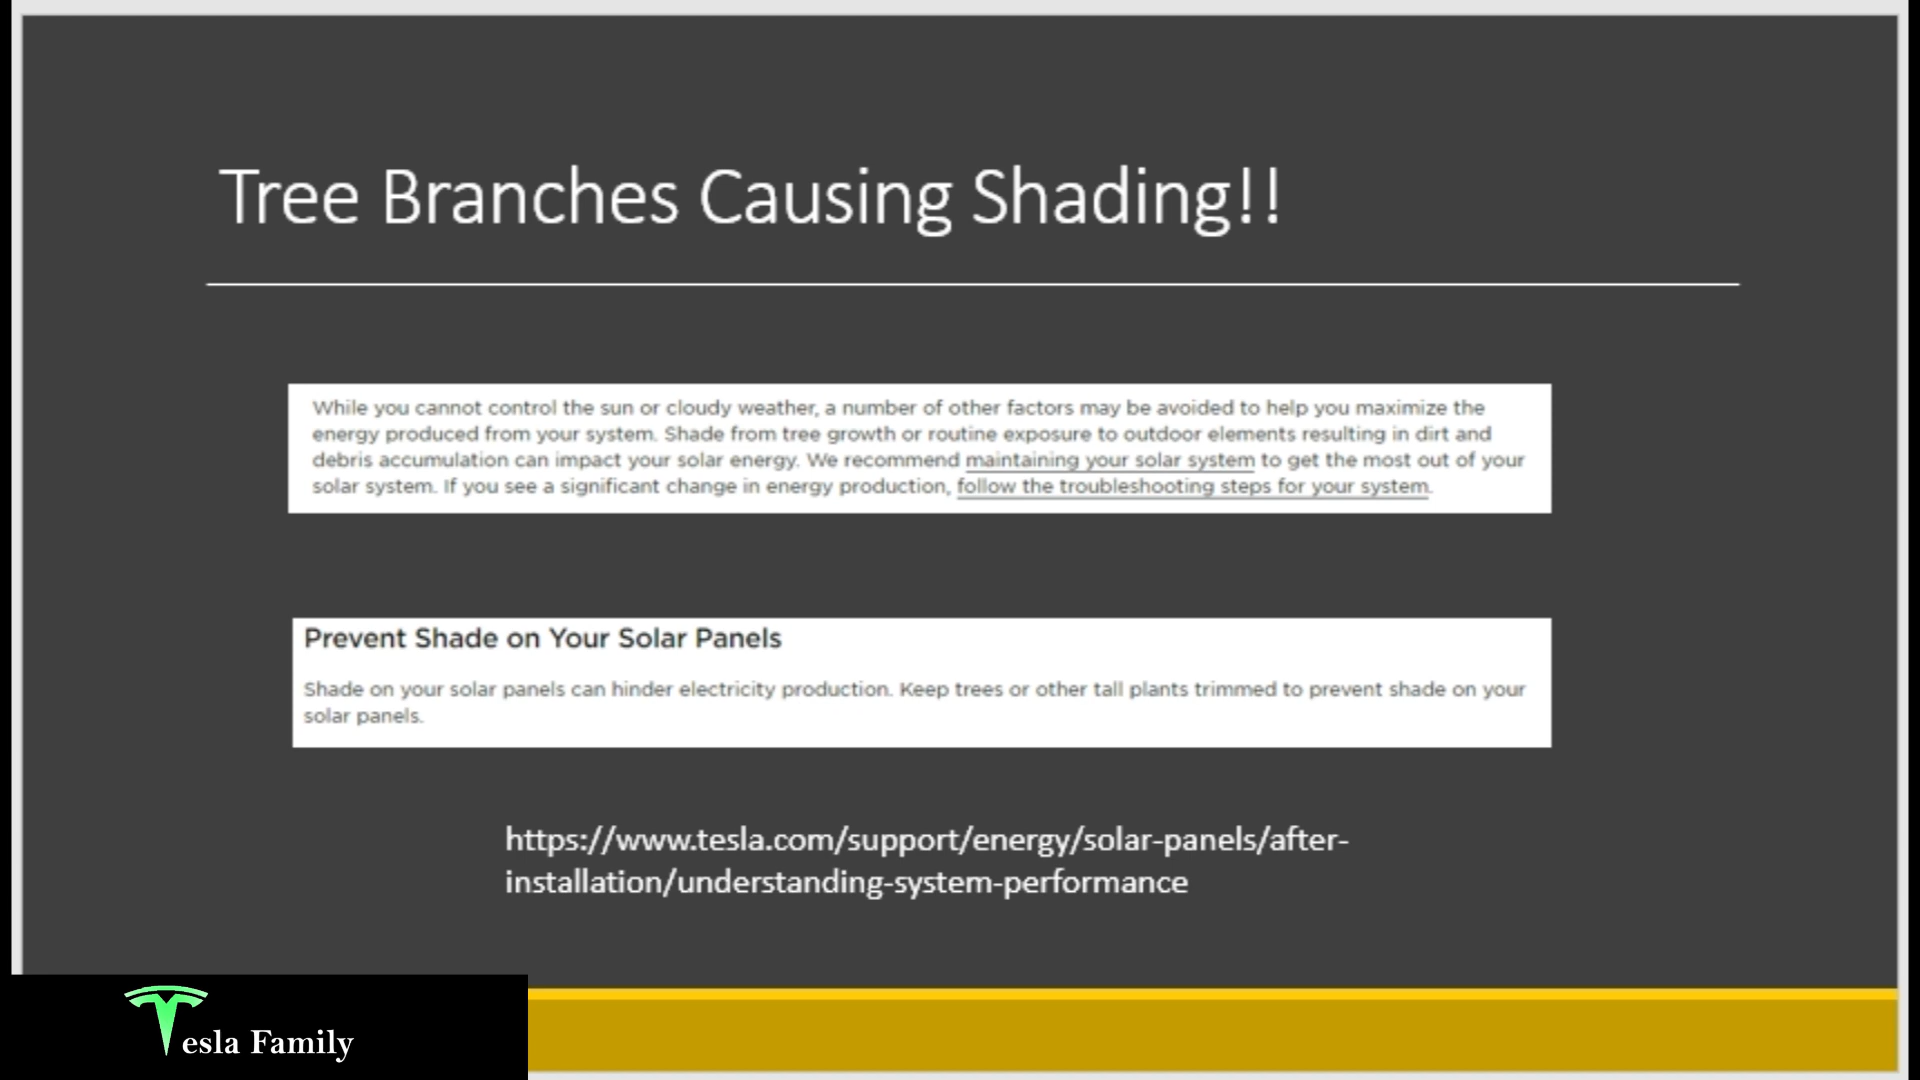 Tree Branches Causing Shading!!
While you cannot control the sun or cloudy weather, a number of other factors may be avoided to help you maximize the
energy produced from your system. Shade from tree growth or routine exposure to outdoor elements resulting in dirt and
debris accumulation can impact your solar energy. We recommend maintaining your solar system to get the most out of your
solar system. If you see a significant change in energy production, follow the troubleshooting steps for your system.
Prevent Shade on Your Solar Panels
Shade on your solar panels can hinder electricity production. Keep trees or other tall plants trimmed to prevent shade on your
solar panels.
https://www.tesla.com/support/energy/solar-panels/after-
installation/understanding-system-performance
Tesla Family